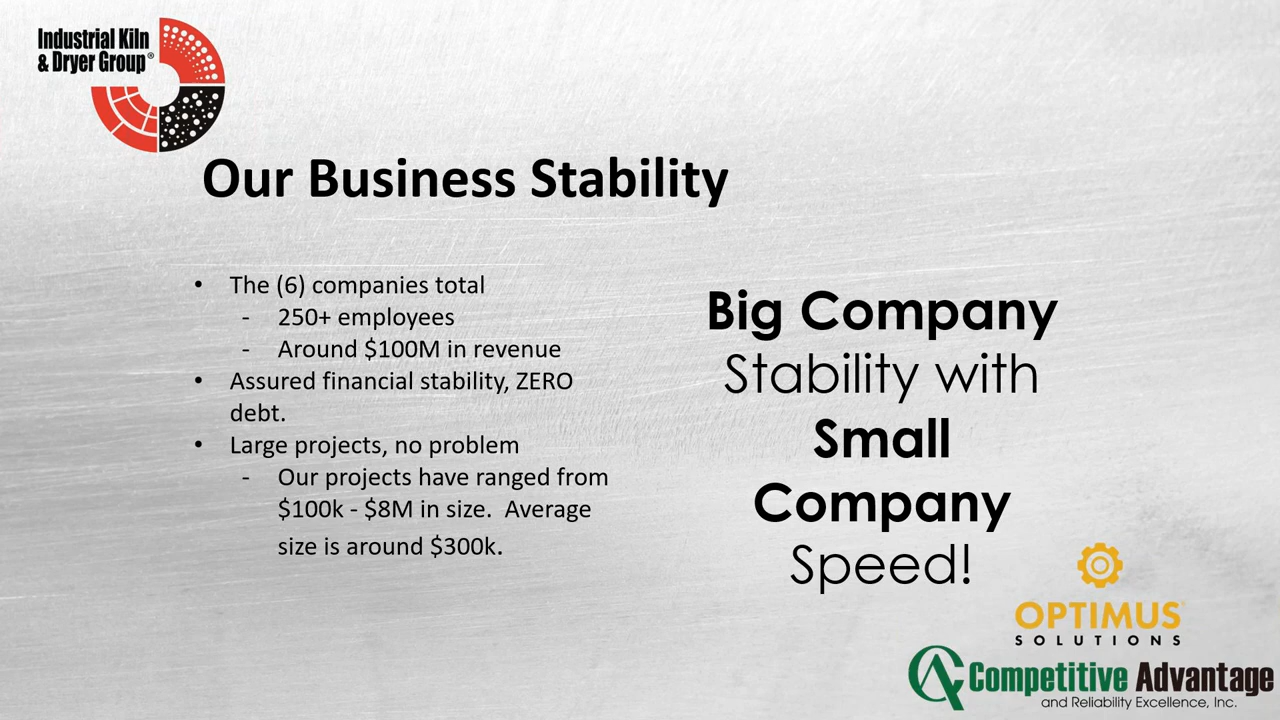 Industrial Kiln
& Dryer Group®
Our Business Stability
• The (6) companies total
- 250+ employees
- Around $100M in revenue
• Assured financial stability, ZERO
debt.
• Large projects, no problem
- Our projects have ranged from
$100k - $8M in size.  Average
size is around $300k.
Big Company
Stability with
Small
Company
Speed!
OPTIMUS
SOLUTIONS
Competitive Advantage
and Reliability Excellence, Inc.